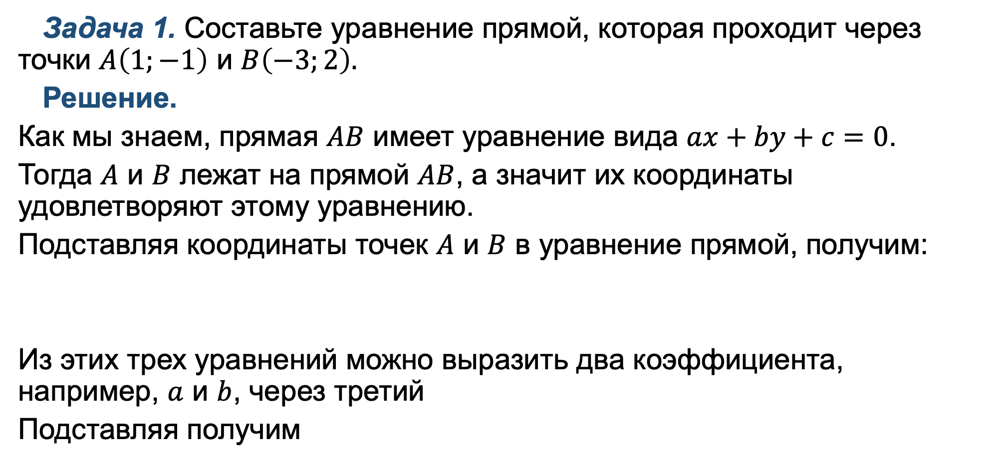 Задача 1. Составьте уравнение прямой, которая проходит через
точки A(1; −1) и B(−3; 2).
Решение.
Как мы знаем, прямая AB имеет уравнение вида ax + by + c = 0.
Тогда A и B лежат на прямой AB, а значит их координаты
удовлетворяют этому уравнению.
Подставляя координаты точек A и B в уравнение прямой, получим:
Из этих трех уравнений можно выразить два коэффициента,
например, a и b, через третий
Подставляя получим